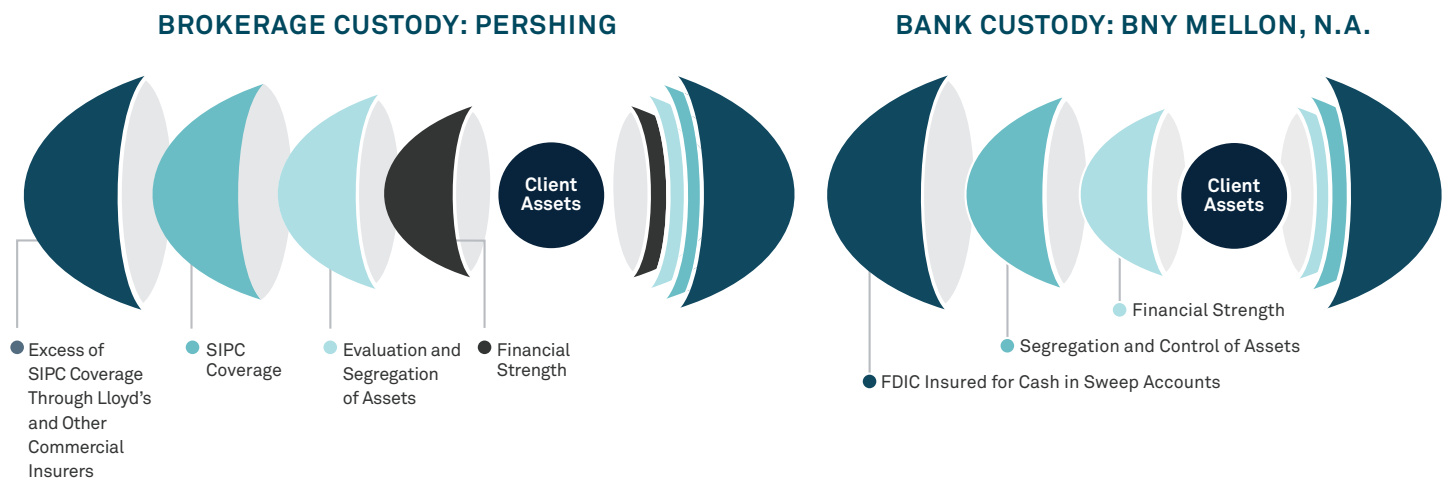 BROKERAGE CUSTODY: PERSHING
Client
Assets
Excess of
SIPC Coverage
Through Lloyd’s
and Other
Commercial
Insurers
SIPC
Coverage
Evaluation and
Segregation
of Assets
Financial
Strength
BANK CUSTODY: BNY MELLON, N.A.
Client
Assets
Financial Strength
Segregation and Control of Assets
FDIC Insured for Cash in Sweep Accounts